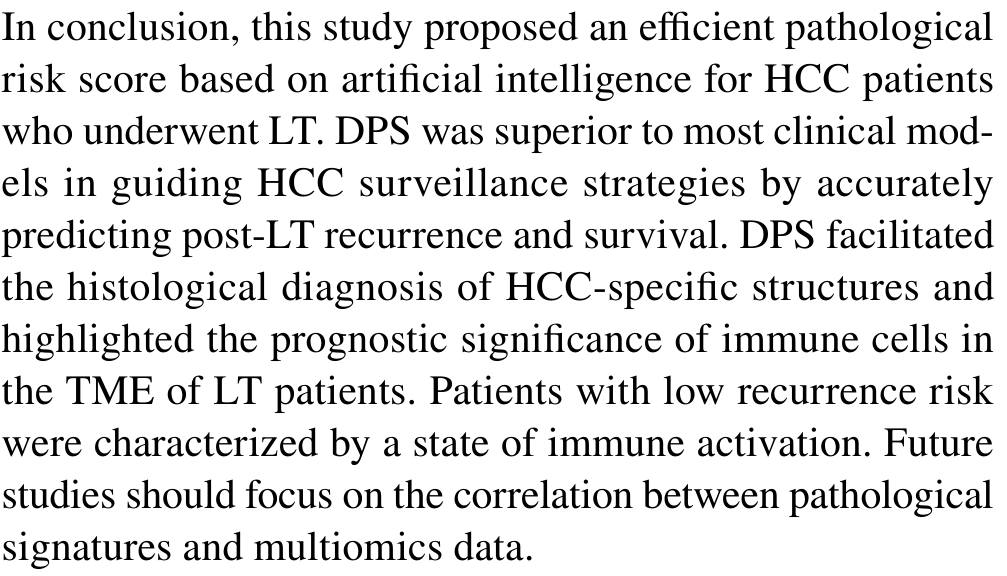 In conclusion, this study proposed an efficient pathological
risk score based on artificial intelligence for HCC patients
who underwent LT. DPS was superior to most clinical mod-
els in guiding HCC surveillance strategies by accurately
predicting post-LT recurrence and survival. DPS facilitated
the histological diagnosis of HCC-specific structures and
highlighted the prognostic significance of immune cells in
the TME of LT patients. Patients with low recurrence risk
were characterized by a state of immune activation. Future
studies should focus on the correlation between pathological
signatures and multiomics data.